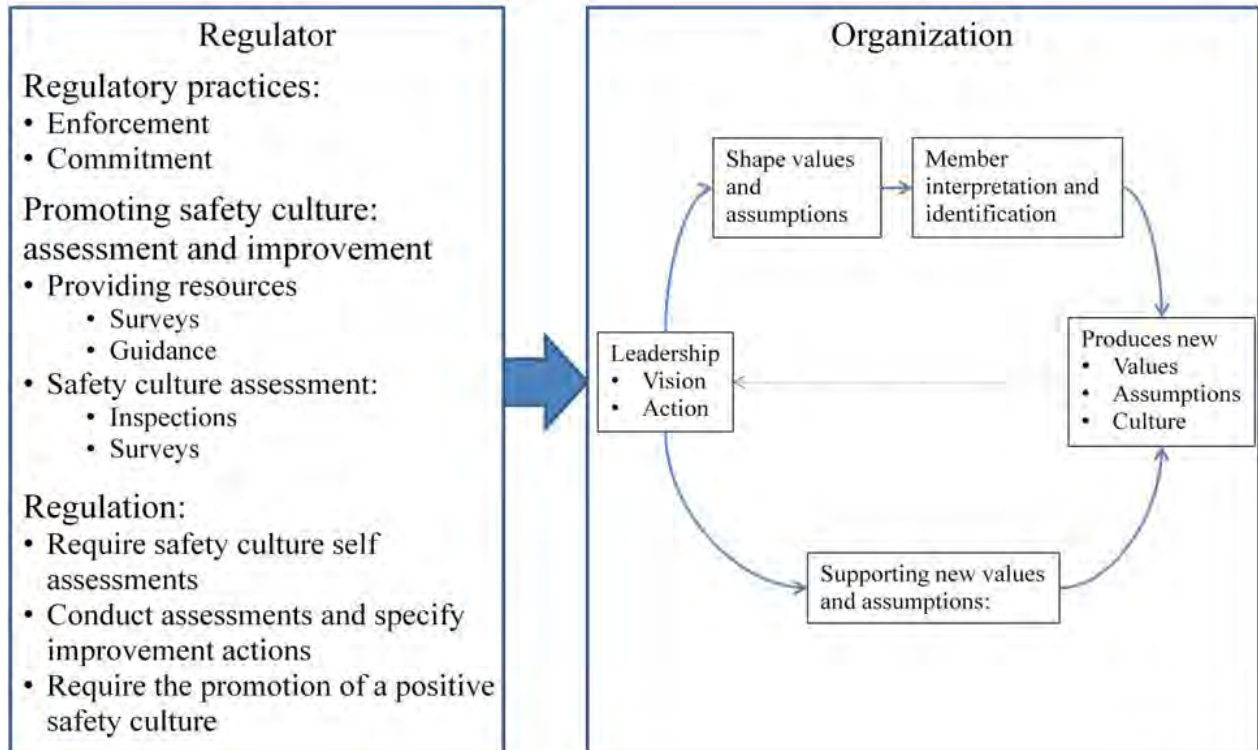 Regulator
Regulatory practices:
• Enforcement
• Commitment
Promoting safety culture:
assessment and improvement
• Providing resources
• Surveys
• Guidance
• Safety culture assessment:
• Inspections
• Surveys
Regulation:
• Require safety culture self
assessments
• Conduct assessments and specify
improvement actions
• Require the promotion of a positive
safety culture
Organization
Shape values
and
assumptions
Member
interpretation and
identification
Leadership
• Vision
• Action
Produces new
• Values
• Assumptions
• Culture
Supporting new values
and assumptions: